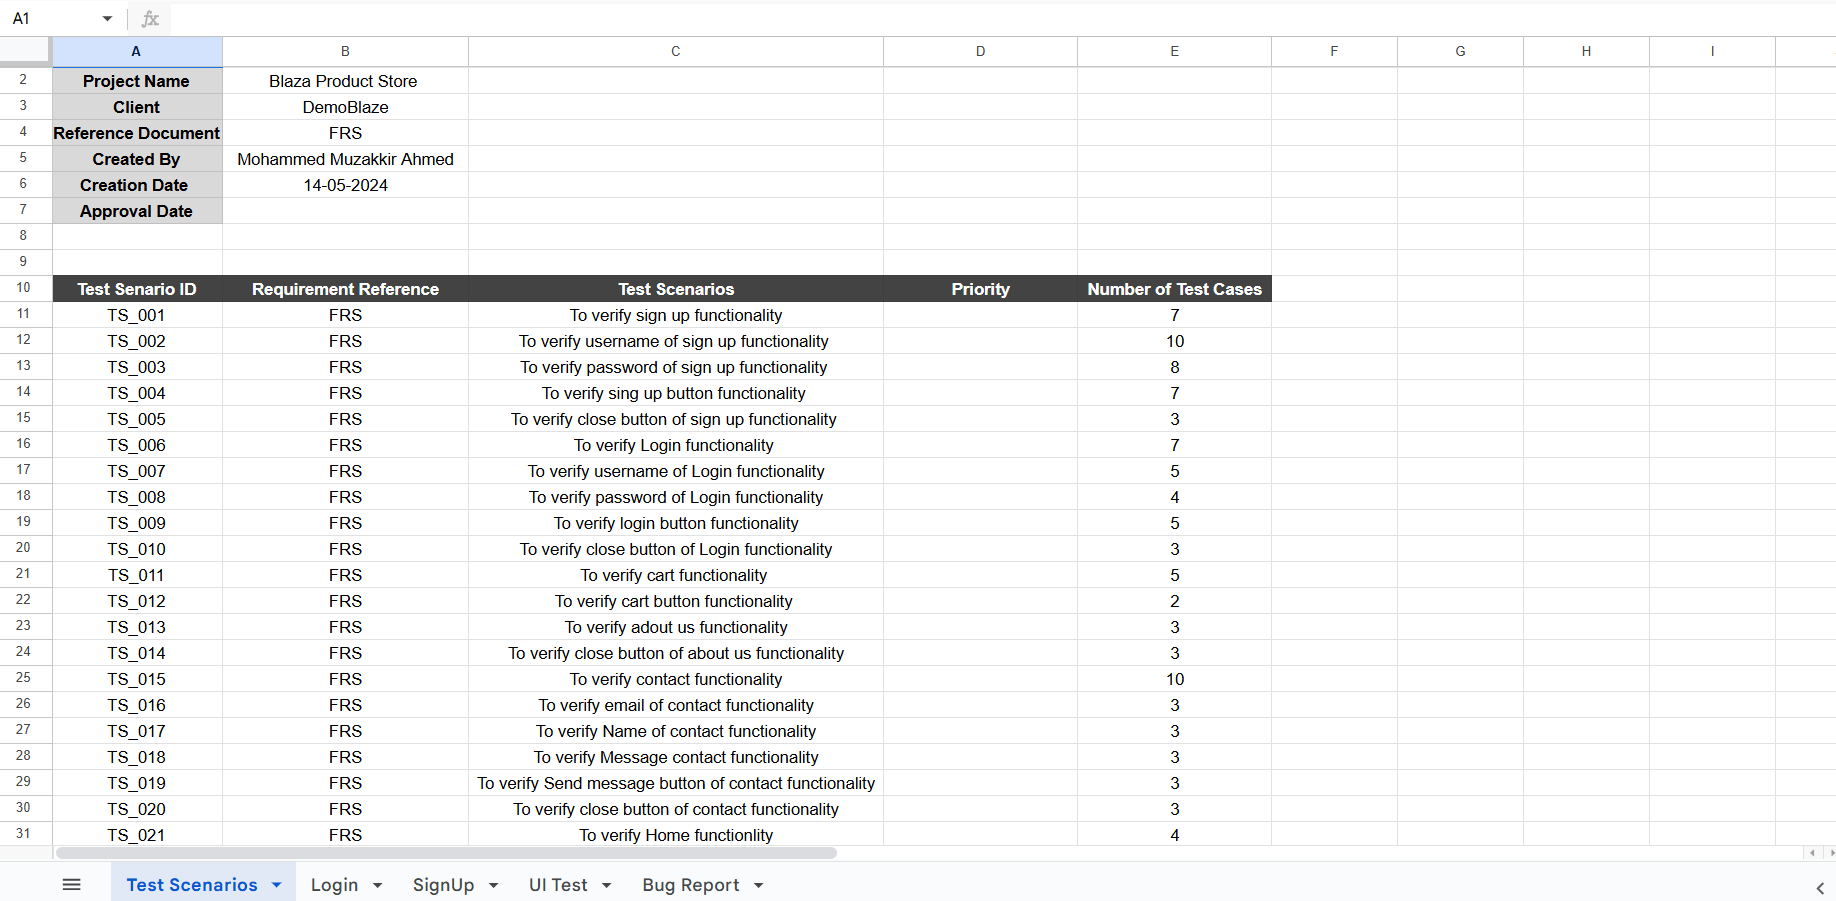 A1 fx
A B C D E F G H I
2 Project Name Blaza Product Store
3 Client DemoBlaze
4 Reference Document FRS
5 Created By Mohammed Muzakkir Ahmed
6 Creation Date 14-05-2024
7 Approval Date
8
9
10 Test Senario ID Requirement Reference Test Scenarios Priority Number of Test Cases
11 TS_001 FRS To verify sign up functionality 7
12 TS_002 FRS To verify username of sign up functionality 10
13 TS_003 FRS To verify password of sign up functionality 8
14 TS_004 FRS To verify sing up button functionality 7
15 TS_005 FRS To verify close button of sign up functionality 3
16 TS_006 FRS To verify Login functionality 7
17 TS_007 FRS To verify username of Login functionality 5
18 TS_008 FRS To verify password of Login functionality 4
19 TS_009 FRS To verify login button functionality 5
20 TS_010 FRS To verify close button of Login functionality 3
21 TS_011 FRS To verify cart functionality 5
22 TS_012 FRS To verify cart button functionality 2
23 TS_013 FRS To verify adout us functionality 3
24 TS_014 FRS To verify close button of about us functionality 3
25 TS_015 FRS To verify contact functionality 10
26 TS_016 FRS To verify email of contact functionality 3
27 TS_017 FRS To verify Name of contact functionality 3
28 TS_018 FRS To verify Message contact functionality 3
29 TS_019 FRS To verify Send message button of contact functionality 3
30 TS_020 FRS To verify close button of contact functionality 3
31 TS_021 FRS To verify Home functionlity 4
Test Scenarios Login SignUp UI Test Bug Report